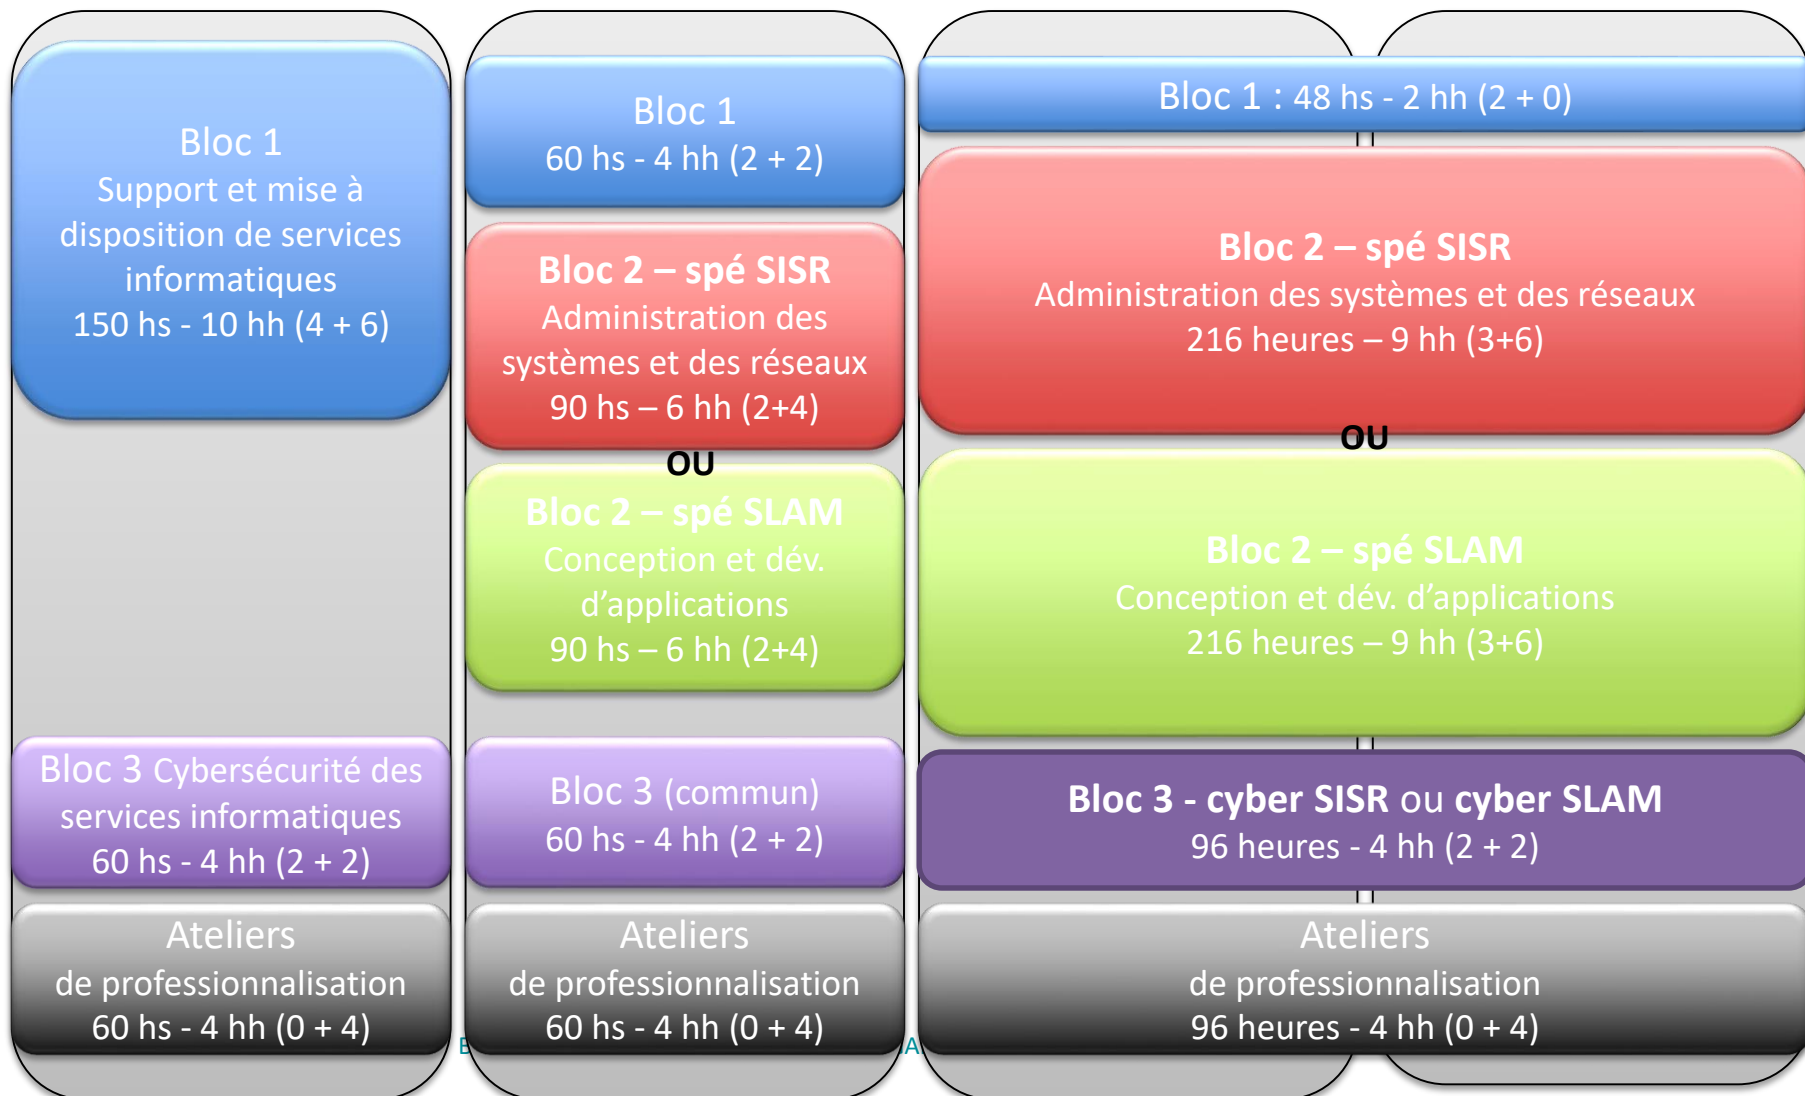 Bloc 1
Support et mise à
disposition de services
informatiques
150 hs - 10 hh (4 + 6)
Bloc 3 Cybersécurité des
services informatiques
60 hs - 4 hh (2 + 2)
Ateliers
de professionnalisation
60 hs - 4 hh (0 + 4)
Bloc 1
60 hs - 4 hh (2 + 2)
Bloc 2 – spé SISR
Administration des
systèmes et des réseaux
90 hs – 6 hh (2+4)
OU
Bloc 2 – spé SLAM
Conception et dév.
d’applications
90 hs – 6 hh (2+4)
Bloc 3 (commun)
60 hs - 4 hh (2 + 2)
Ateliers
de professionnalisation
60 hs - 4 hh (0 + 4)
Bloc 1 : 48 hs - 2 hh (2 + 0)
Bloc 2 – spé SISR
Administration des systèmes et des réseaux
216 heures – 9 hh (3+6)
OU
Bloc 2 – spé SLAM
Conception et dév. d’applications
216 heures – 9 hh (3+6)
Bloc 3 - cyber SISR ou cyber SLAM
96 heures - 4 hh (2 + 2)
Ateliers
de professionnalisation
96 heures - 4 hh (0 + 4)